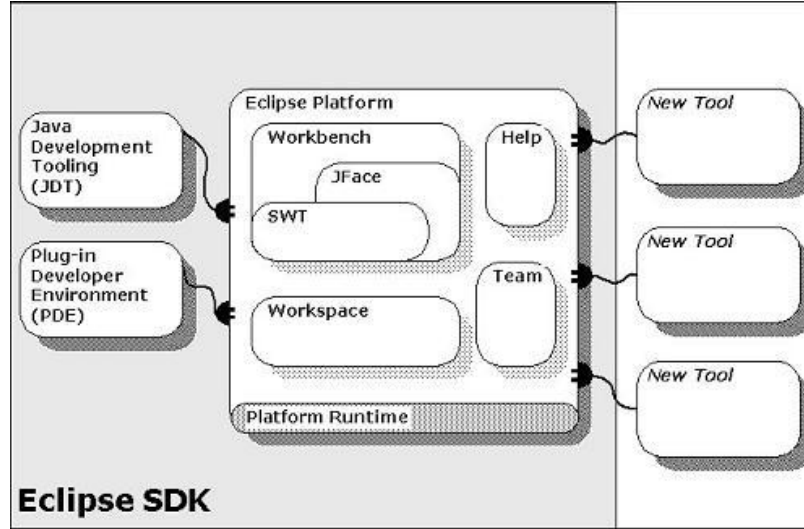 Eclipse Platform
Java
Development
Tooling
(JDT)
Workbench
JFace
SWT
Help
New Tool
Plug-in
Developer
Environment
(PDE)
Workspace
Team
New Tool
New Tool
Platform Runtime
Eclipse SDK